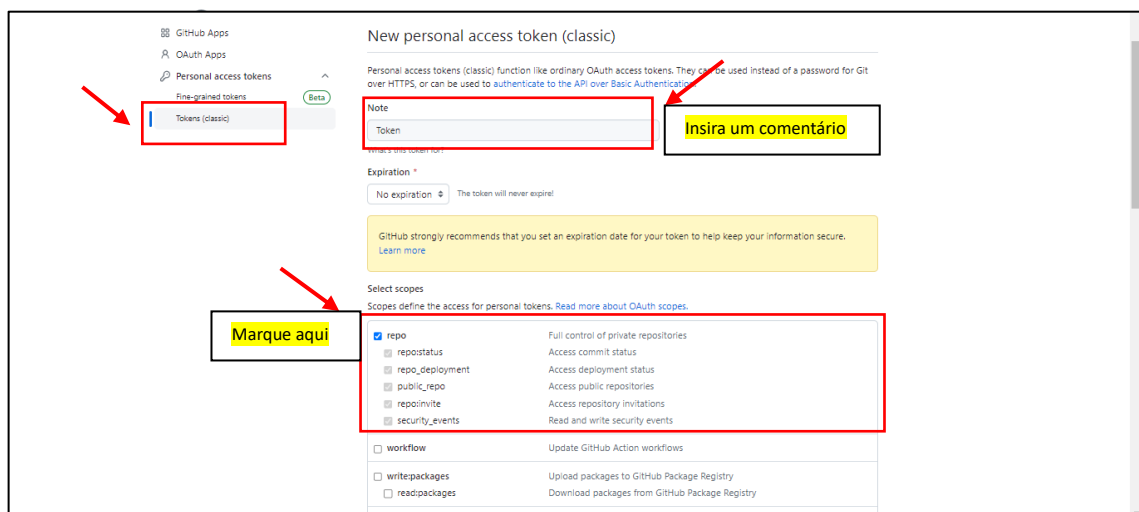 GitHub Apps
OAuth Apps
Personal access tokens
Fine-grained tokens
Beta
Tokens (classic)
New personal access token (classic)
Personal access tokens (classic) function like ordinary OAuth access tokens. They can be used instead of a password for Git
over HTTPS, or can be used to authenticate to the API over Basic Authentication.
Note
Token
Insira um comentário
What's this token for?
Expiration *
No expiration
The token will never expire!
GitHub strongly recommends that you set an expiration date for your token to help keep your information secure.
Learn more
Select scopes
Scopes define the access for personal tokens. Read more about OAuth scopes.
Marque aqui
repo Full control of private repositories
repo:status Access commit status
repo_deployment Access deployment status
public_repo Access public repositories
repo:invite Access repository invitations
security_events Read and write security events
workflow Update GitHub Action workflows
write:packages Upload packages to GitHub Package Registry
read:packages Download packages from GitHub Package Registry